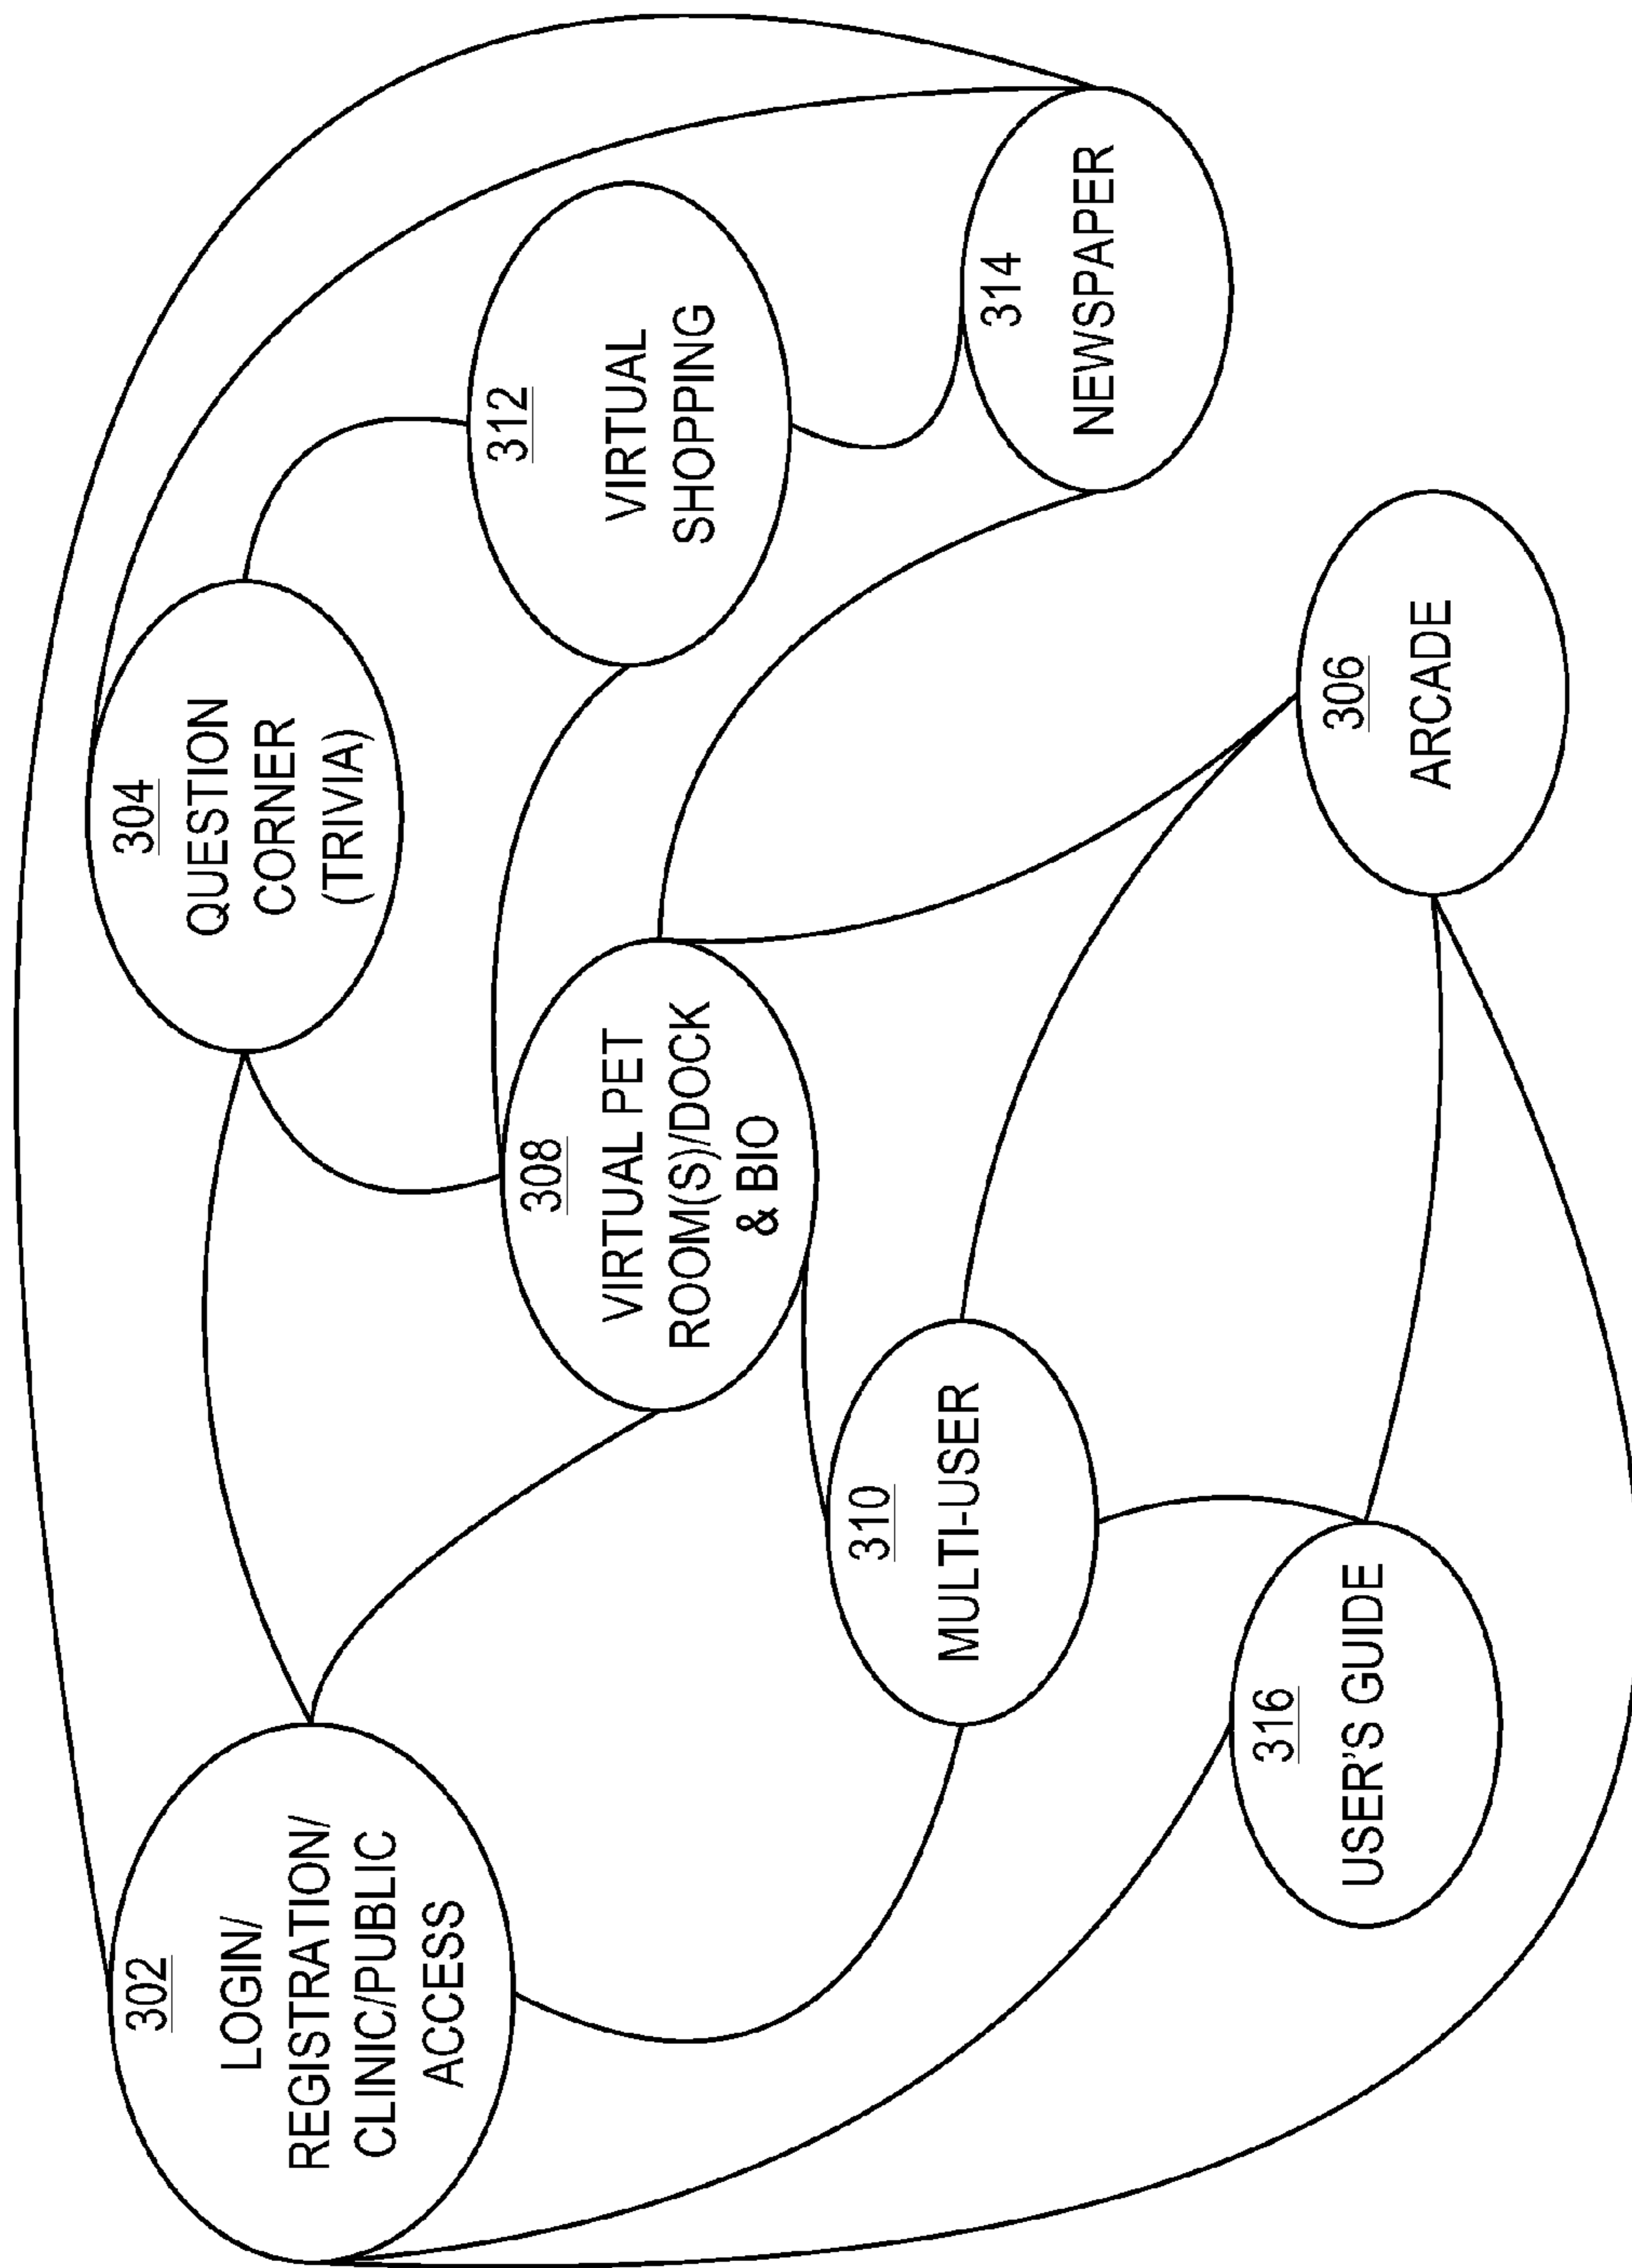 302
LOGIN/
REGISTRATION/
CLINIC/PUBLIC
ACCESS
304
QUESTION
CORNER
(TRIVIA)
308
VIRTUAL PET
ROOM(S)/DOCK
& BIO
312
VIRTUAL
SHOPPING
310
MULTI-USER
314
NEWSPAPER
316
USER'S GUIDE
306
ARCADE